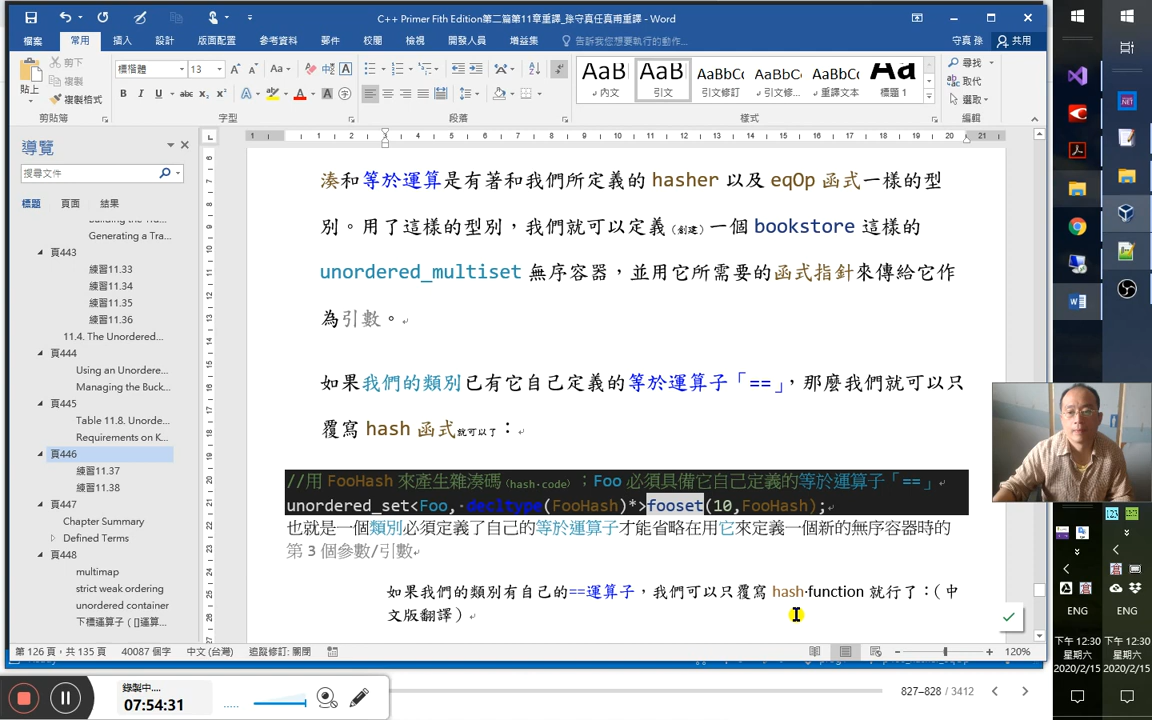 C++ Primer Fifth Edition第二篇第11章重譯_孫守真任真甫重譯 - Word
檔案 常用 插入 設計 版面配置 參考資料 郵件 校閱 檢視 開發人員 增益集 告訴我您想要執行的動作... 守真 孫 共用
貼上 剪下 複製 複製格式
標楷體 13
內文 引文 引文修訂 引文修... 重譯文本 標題 1
尋找 取代 選取
剪貼簿 字型 段落 樣式 編輯
導覽
搜尋文件
標題 頁面 結果
Generating a Tra...
頁443
練習11.33
練習11.34
練習11.35
練習11.36
11.4. The Unordered...
頁444
Using an Unordere...
Managing the Buck...
頁445
Table 11.8. Unorde...
Requirements on K...
頁446
練習11.37
練習11.38
頁447
Chapter Summary
Defined Terms
頁448
multimap
strict weak ordering
unordered container
下標運算子([]運算...
湊和等於運算是有著和我們所定義的 hasher 以及 eqOp 函式一樣的型
別。用了這樣的型別,我們就可以定義(創建)一個 bookstore 這樣的
unordered_multiset 無序容器,並用它所需要的函式指針來傳給它作
為引數。
如果我們的類別已有它自己定義的等於運算子「==」,那麼我們就可以只
覆寫 hash 函式就可以了:
//用 FooHash 來產生雜湊碼(hash code);Foo 必須具備它自己定義的等於運算子「==」
unordered_set<Foo, decltype(FooHash)*>fooset(10,FooHash);
也就是一個類別必須定義了自己的等於運算子才能省略在用它來定義一個新的無序容器時的
第 3 個參數/引數
如果我們的類別有自己的==運算子,我們可以只覆寫 hash function 就行了:(中
文版翻譯)
第 126 頁,共 135 頁 40087 個字 中文 (台灣) 追蹤修訂: 關閉 120%
錄製中....
07:54:31
827–828 / 3412
ENG ENG
下午 12:30 下午 12:30
星期六 星期六
2020/2/15 2020/2/15